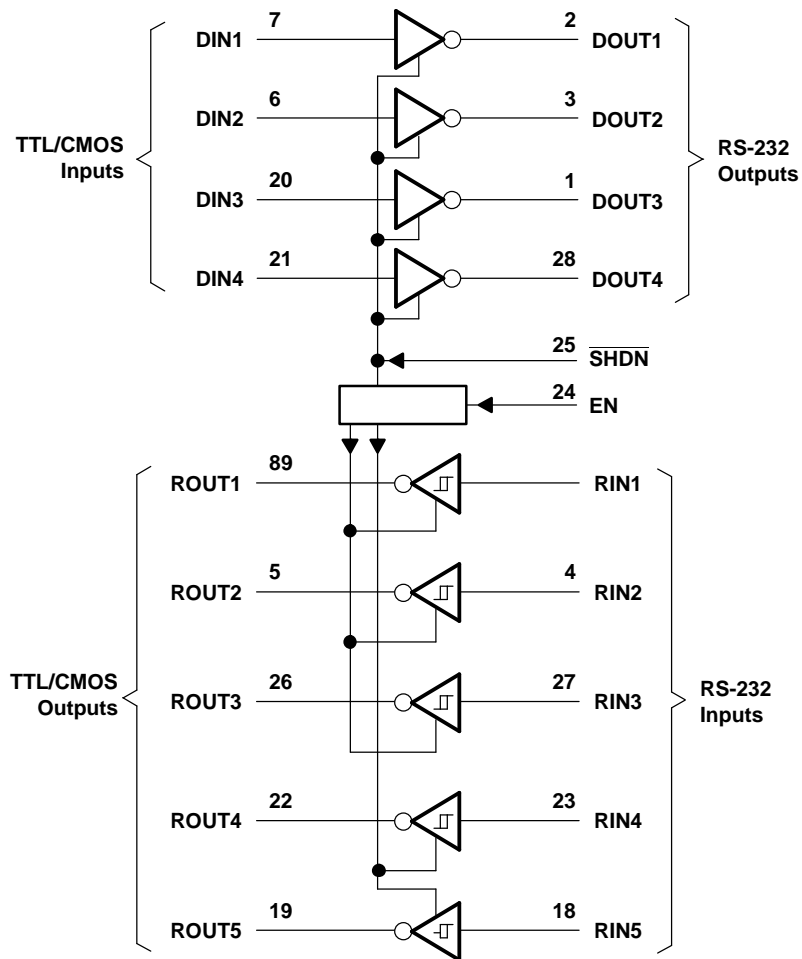 DIN1 7 2 DOUT1
DIN2 6 3 DOUT2
TTL/CMOS
Inputs
RS-232
Outputs
DIN3 20 1 DOUT3
DIN4 21 28 DOUT4
25 SHDN
24 EN
ROUT1 89 RIN1
ROUT2 5 4 RIN2
TTL/CMOS
Outputs
ROUT3 26 27 RIN3
RS-232
Inputs
ROUT4 22 23 RIN4
ROUT5 19 18 RIN5